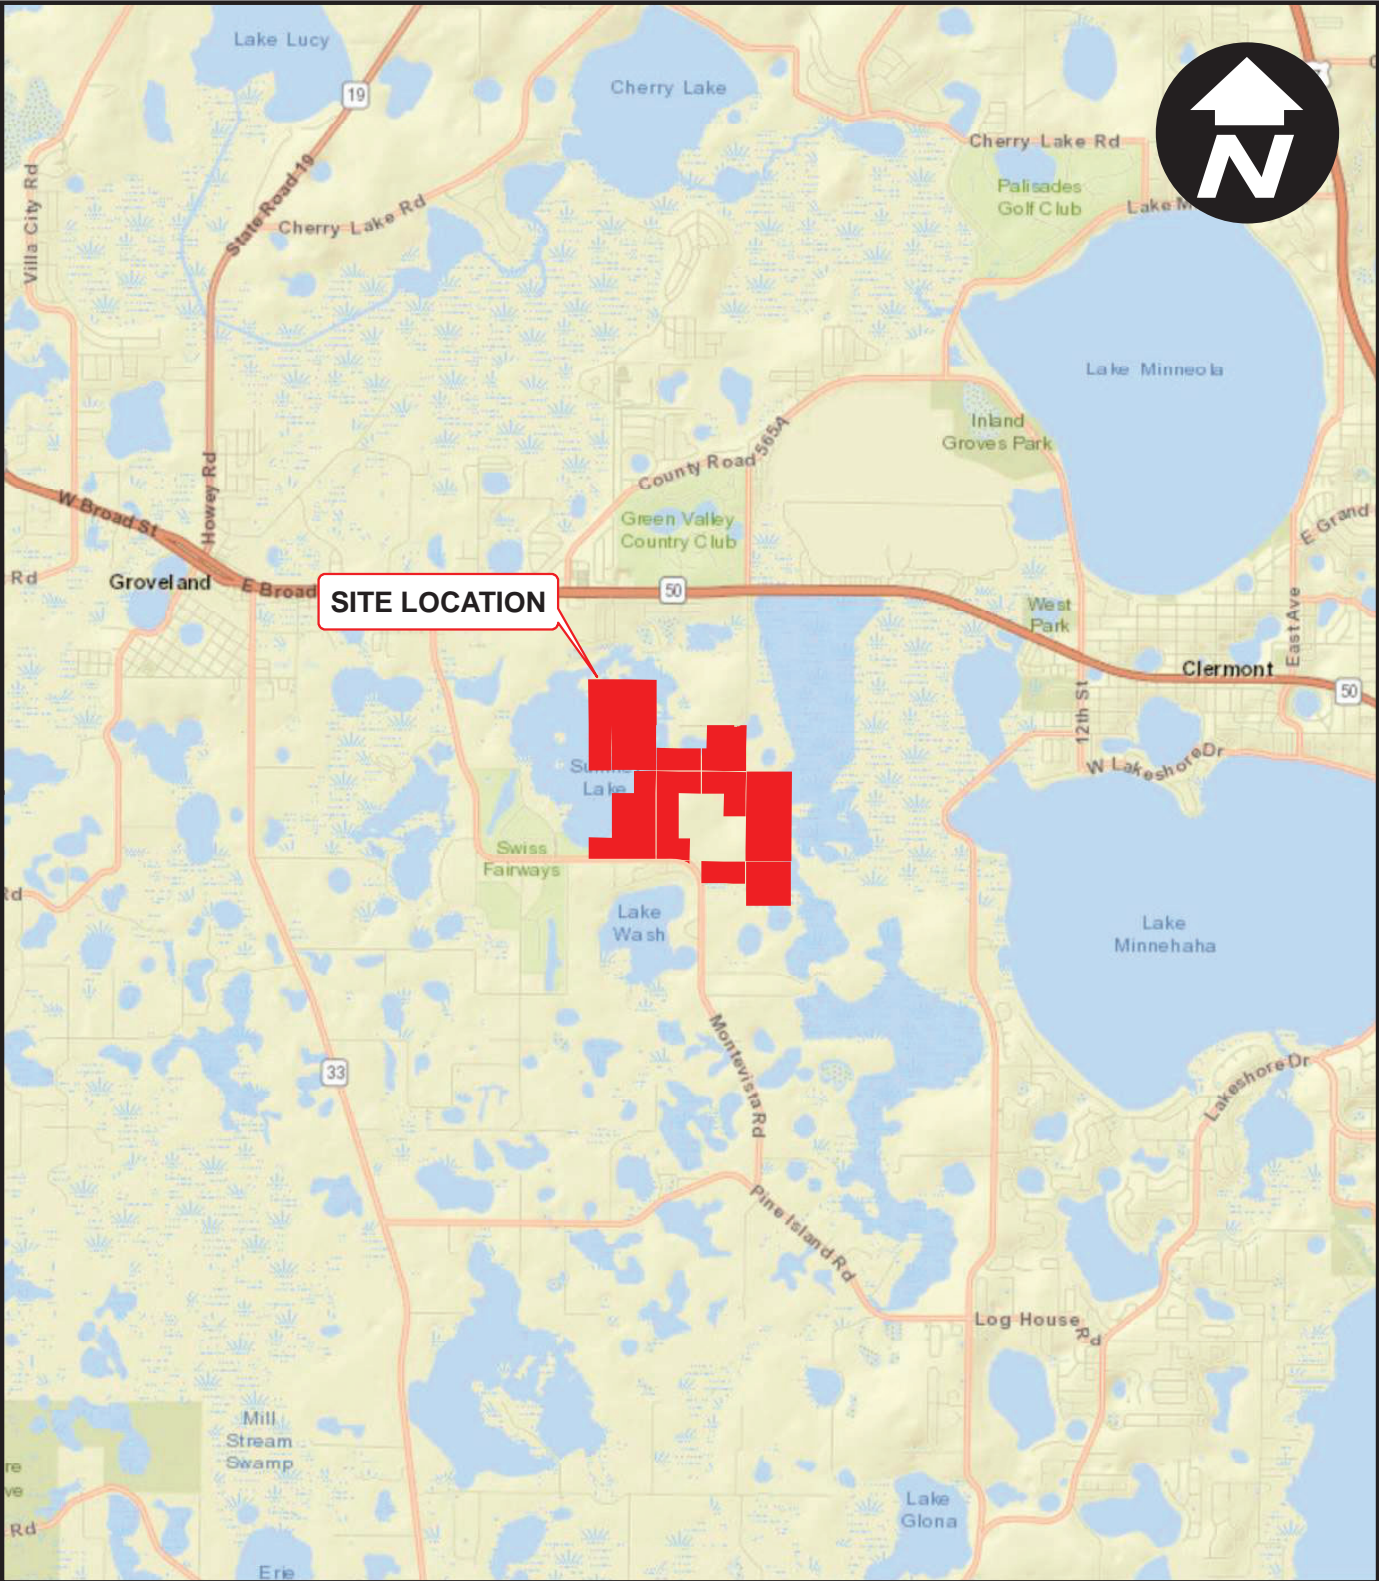 Lake Lucy
19
Cherry Lake
Cherry Lake Rd
Palisades
Golf Club
N
Villa City Rd
State Road 19
Cherry Lake Rd
Lake
Lake Minneola
Inland
Groves Park
County Road 565A
Howey Rd
W Broad St
Green Valley
Country Club
E Grand
Rd
Groveland
E Broad
SITE LOCATION
50
West
Park
East Ave
Clermont
50
12th St
W Lakeshore Dr
Lake
Swiss
Fairways
Rd
Lake
Wash
Lake
Minnehaha
Montevista Rd
33
Lakeshore Dr
Pine Island Rd
Log House Rd
Mill
Stream
Swamp
Rd
Lake
Glona
Erie